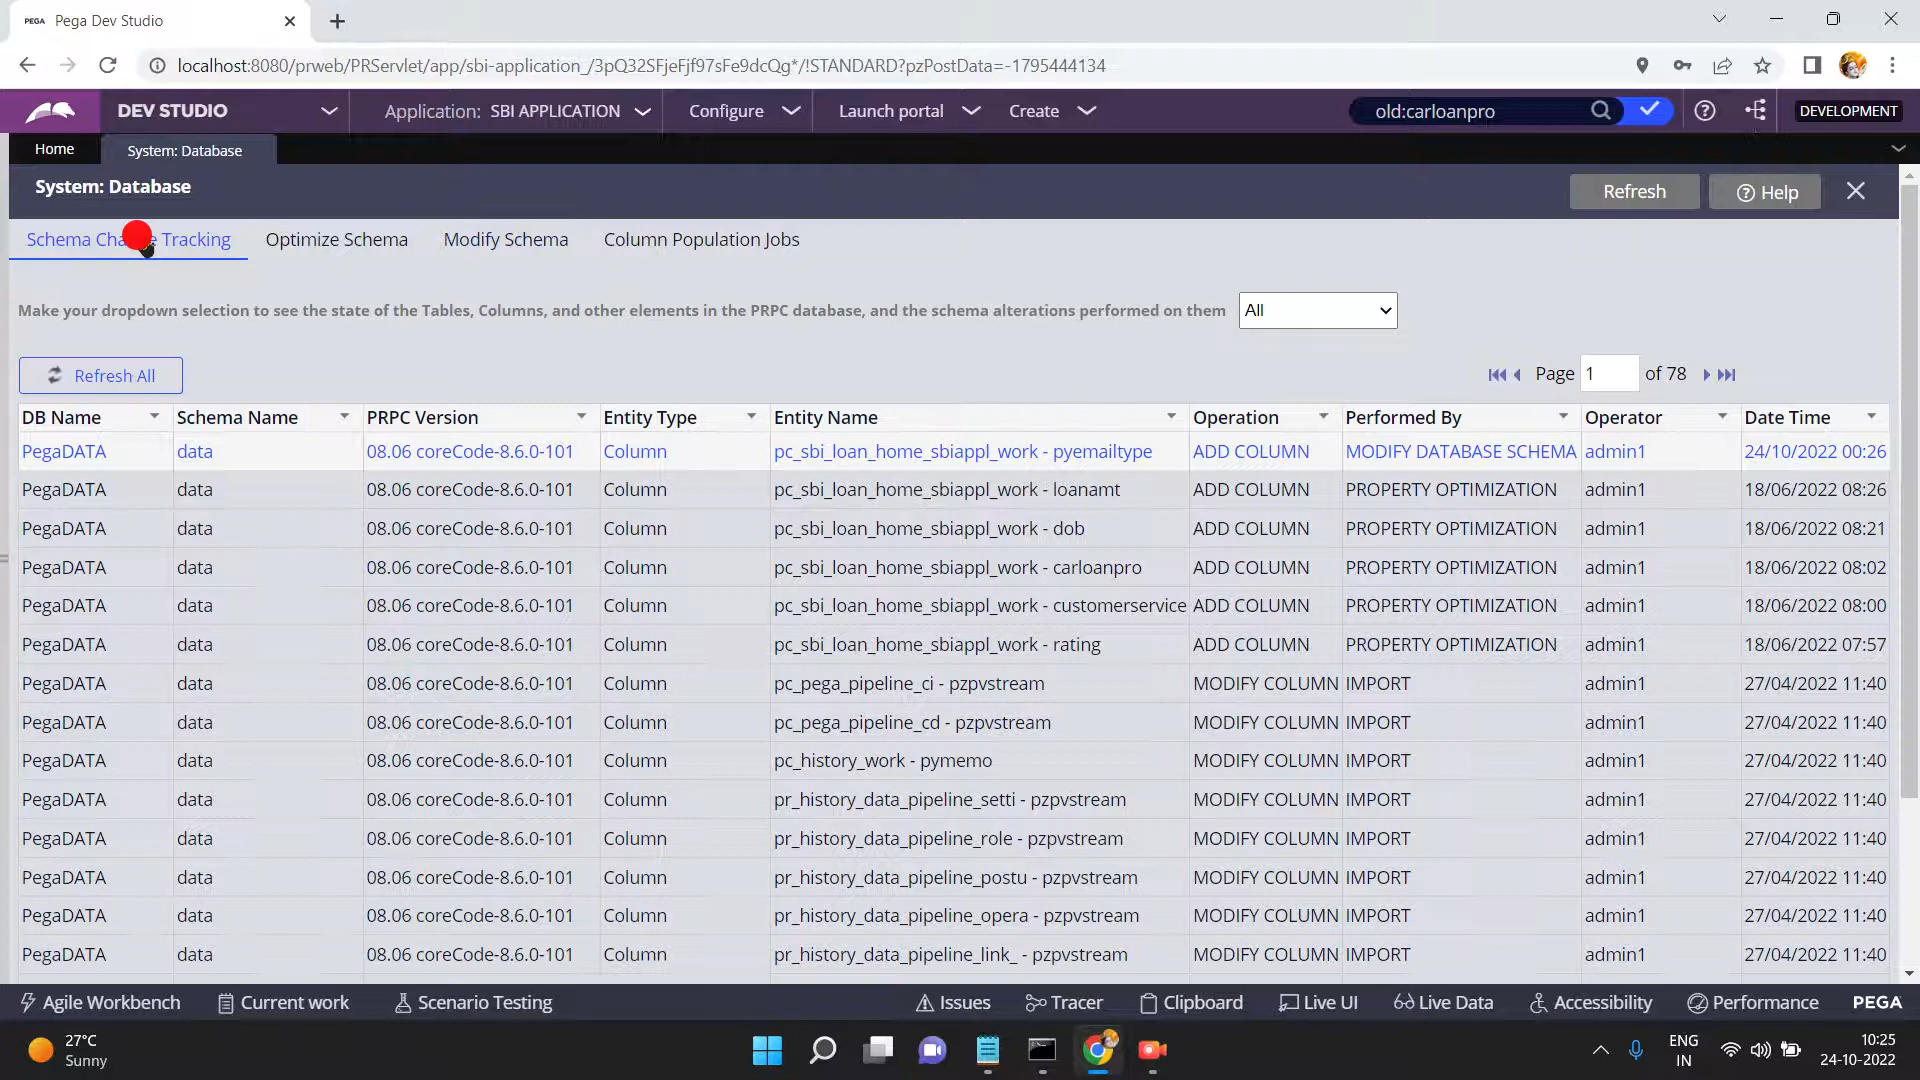 PEGA Pega Dev Studio
localhost:8080/prweb/PRServlet/app/sbi-application_/3pQ32SFjeFjf97sFe9dcQg*/!STANDARD?pzPostData=-1795444134
DEV STUDIO Application: SBI APPLICATION Configure Launch portal Create old:carloanpro DEVELOPMENT
Home System: Database
System: Database Refresh Help
Schema Cha Tracking Optimize Schema Modify Schema Column Population Jobs
Make your dropdown selection to see the state of the Tables, Columns, and other elements in the PRPC database, and the schema alterations performed on them All
Refresh All Page 1 of 78
DB Name Schema Name PRPC Version Entity Type Entity Name Operation Performed By Operator Date Time
PegaDATA data 08.06 coreCode-8.6.0-101 Column pc_sbi_loan_home_sbiappl_work - pyemailtype ADD COLUMN MODIFY DATABASE SCHEMA admin1 24/10/2022 00:26
PegaDATA data 08.06 coreCode-8.6.0-101 Column pc_sbi_loan_home_sbiappl_work - loanamt ADD COLUMN PROPERTY OPTIMIZATION admin1 18/06/2022 08:26
PegaDATA data 08.06 coreCode-8.6.0-101 Column pc_sbi_loan_home_sbiappl_work - dob ADD COLUMN PROPERTY OPTIMIZATION admin1 18/06/2022 08:21
PegaDATA data 08.06 coreCode-8.6.0-101 Column pc_sbi_loan_home_sbiappl_work - carloanpro ADD COLUMN PROPERTY OPTIMIZATION admin1 18/06/2022 08:02
PegaDATA data 08.06 coreCode-8.6.0-101 Column pc_sbi_loan_home_sbiappl_work - customerservice ADD COLUMN PROPERTY OPTIMIZATION admin1 18/06/2022 08:00
PegaDATA data 08.06 coreCode-8.6.0-101 Column pc_sbi_loan_home_sbiappl_work - rating ADD COLUMN PROPERTY OPTIMIZATION admin1 18/06/2022 07:57
PegaDATA data 08.06 coreCode-8.6.0-101 Column pc_pega_pipeline_ci - pzpvstream MODIFY COLUMN IMPORT admin1 27/04/2022 11:40
PegaDATA data 08.06 coreCode-8.6.0-101 Column pc_pega_pipeline_cd - pzpvstream MODIFY COLUMN IMPORT admin1 27/04/2022 11:40
PegaDATA data 08.06 coreCode-8.6.0-101 Column pc_history_work - pymemo MODIFY COLUMN IMPORT admin1 27/04/2022 11:40
PegaDATA data 08.06 coreCode-8.6.0-101 Column pr_history_data_pipeline_setti - pzpvstream MODIFY COLUMN IMPORT admin1 27/04/2022 11:40
PegaDATA data 08.06 coreCode-8.6.0-101 Column pr_history_data_pipeline_role - pzpvstream MODIFY COLUMN IMPORT admin1 27/04/2022 11:40
PegaDATA data 08.06 coreCode-8.6.0-101 Column pr_history_data_pipeline_postu - pzpvstream MODIFY COLUMN IMPORT admin1 27/04/2022 11:40
PegaDATA data 08.06 coreCode-8.6.0-101 Column pr_history_data_pipeline_opera - pzpvstream MODIFY COLUMN IMPORT admin1 27/04/2022 11:40
PegaDATA data 08.06 coreCode-8.6.0-101 Column pr_history_data_pipeline_link_ - pzpvstream MODIFY COLUMN IMPORT admin1 27/04/2022 11:40
Agile Workbench Current work Scenario Testing Issues Tracer Clipboard Live UI Live Data Accessibility Performance PEGA
27°C
Sunny
ENG
IN
10:25
24-10-2022